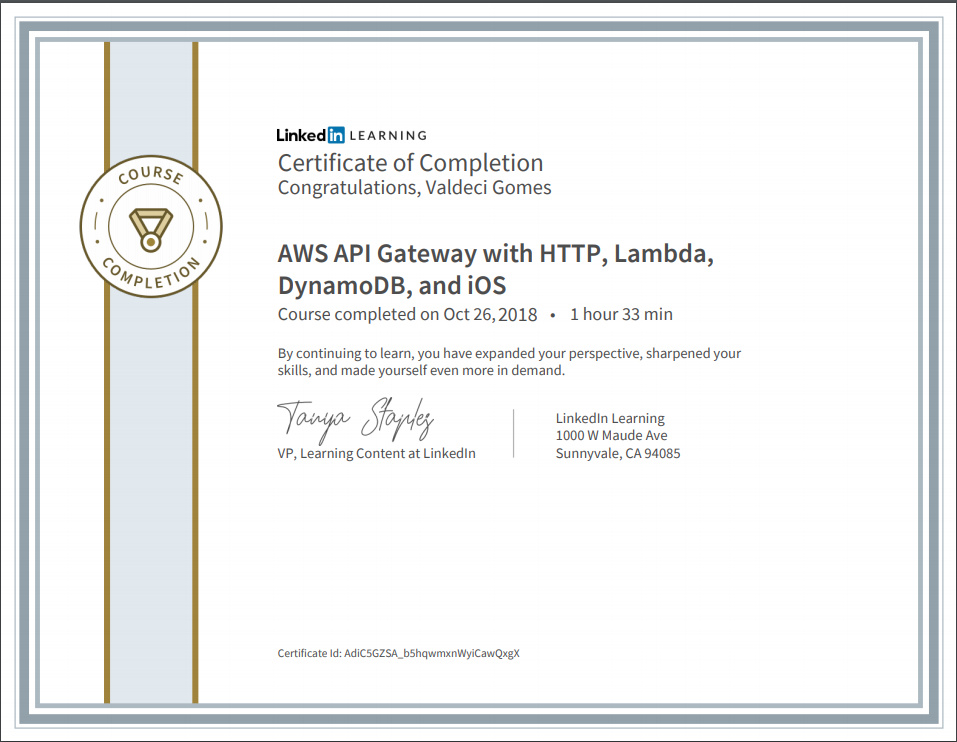 COURSE
COMPLETION
Linked in LEARNING
Certificate of Completion
Congratulations, Valdeci Gomes
AWS API Gateway with HTTP, Lambda,
DynamoDB, and iOS
Course completed on Oct 26, 2018 • 1 hour 33 min
By continuing to learn, you have expanded your perspective, sharpened your
skills, and made yourself even more in demand.
Tanya Staples
VP, Learning Content at LinkedIn
LinkedIn Learning
1000 W Maude Ave
Sunnyvale, CA 94085
Certificate Id: AdiC5GZSA_b5hqwmxnWyiCawQxgX